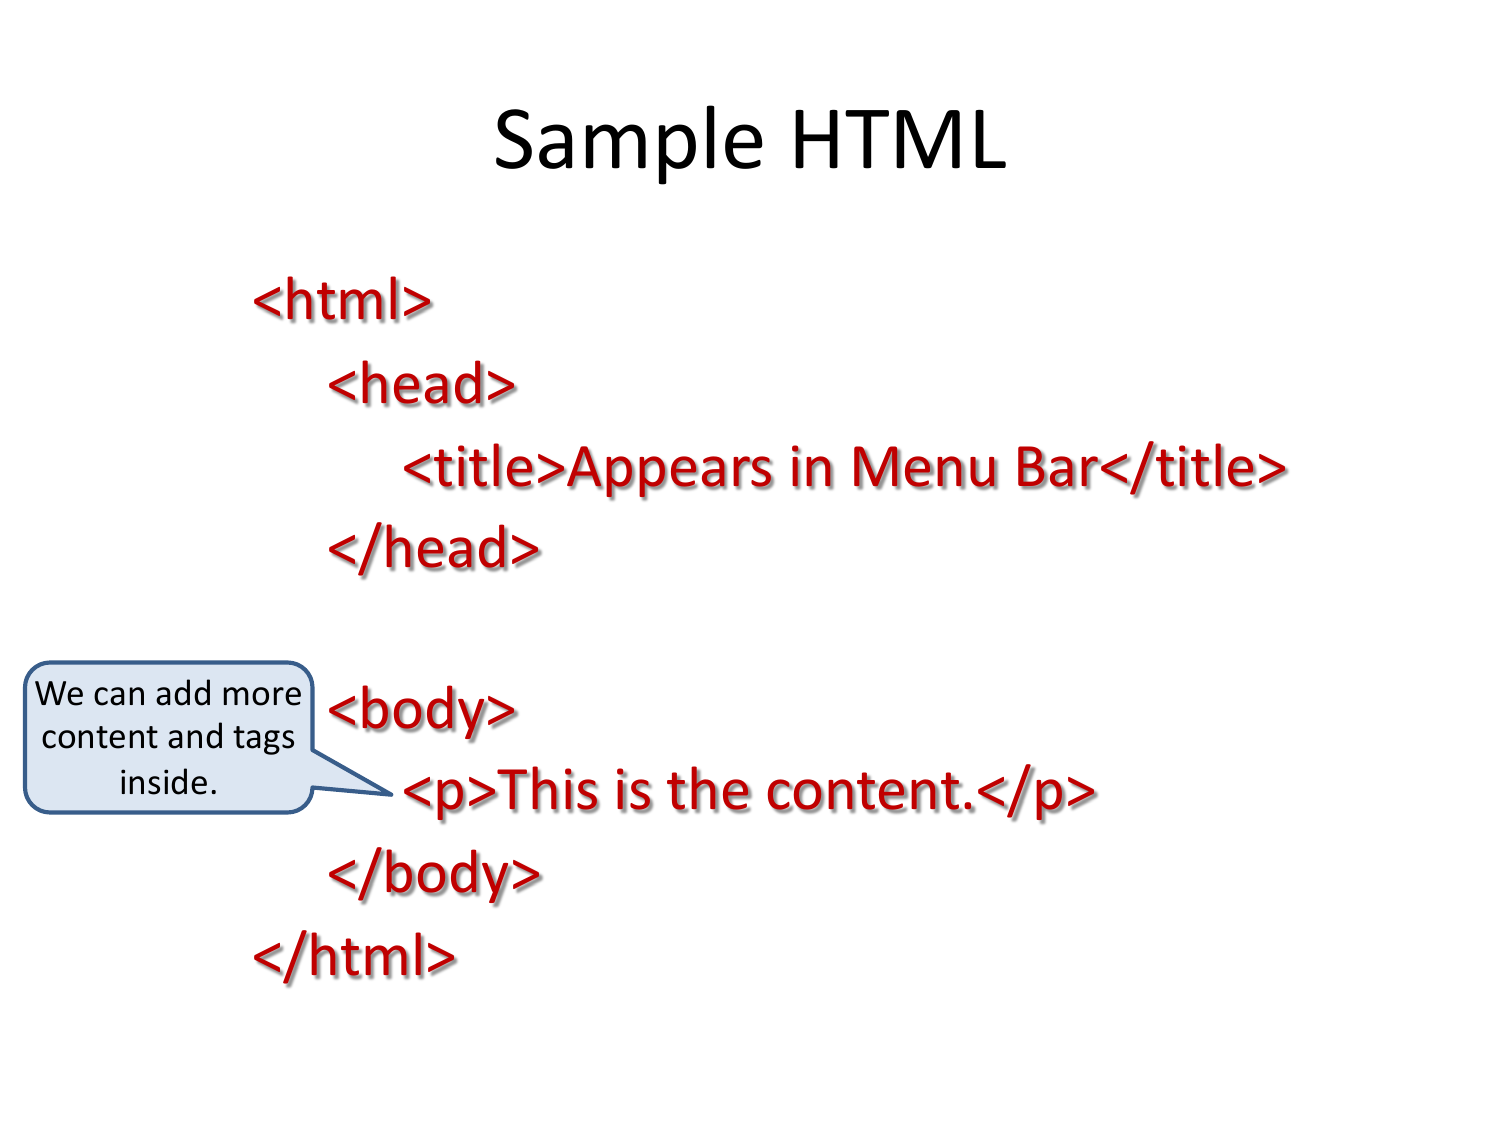 Sample HTML
<html>
<head>
<title>Appears in Menu Bar</title>
</head>
We can add more
content and tags
inside.
<body>
<p>This is the content.</p>
</body>
</html>